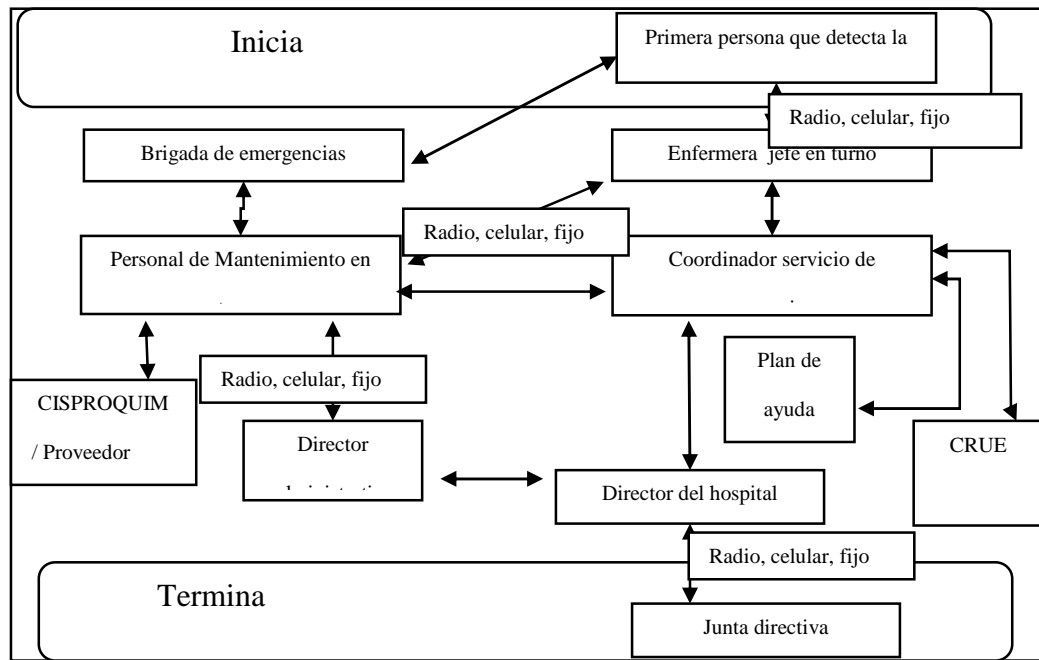 Inicia
Primera persona que detecta la
Radio, celular, fijo
Brigada de emergencias
Enfermera jefe en turno
Radio, celular, fijo
Personal de Mantenimiento en
Coordinador servicio de
Radio, celular, fijo
Plan de
ayuda
CISPROQUIM
/ Proveedor
Director
CRUE
Director del hospital
Radio, celular, fijo
Termina
Junta directiva